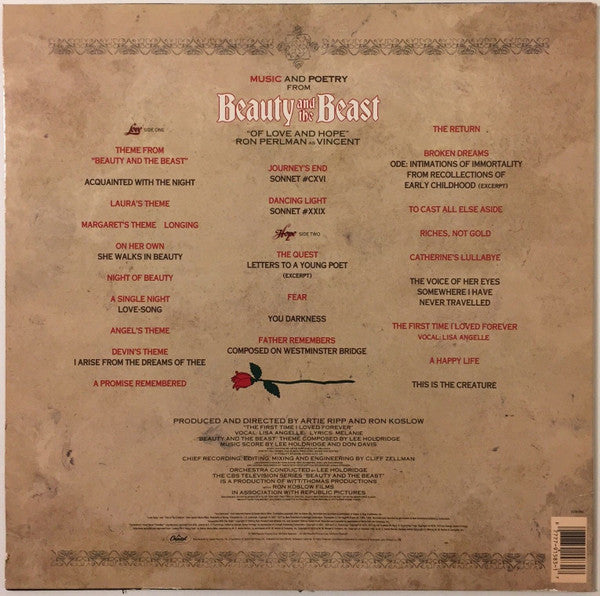 MUSIC AND POETRY
FROM
Beauty and the Beast
"OF LOVE AND HOPE"
RON PERLMAN AS VINCENT
Love SIDE ONE
THEME FROM
"BEAUTY AND THE BEAST"
ACQUAINTED WITH THE NIGHT
LAURA'S THEME
MARGARET'S THEME LONGING
ON HER OWN
SHE WALKS IN BEAUTY
NIGHT OF BEAUTY
A SINGLE NIGHT
LOVE-SONG
ANGEL'S THEME
DEVIN'S THEME
I ARISE FROM THE DREAMS OF THEE
A PROMISE REMEMBERED
JOURNEY'S END
SONNET #CXVI
DANCING LIGHT
SONNET #XXIX
Hope SIDE TWO
THE QUEST
LETTERS TO A YOUNG POET
(EXCERPT)
FEAR
YOU DARKNESS
FATHER REMEMBERS
COMPOSED ON WESTMINSTER BRIDGE
THE RETURN
BROKEN DREAMS
ODE: INTIMATIONS OF IMMORTALITY
FROM RECOLLECTIONS OF
EARLY CHILDHOOD (EXCERPT)
TO CAST ALL ELSE ASIDE
RICHES, NOT GOLD
CATHERINE'S LULLABYE
THE VOICE OF HER EYES
SOMEWHERE I HAVE
NEVER TRAVELLED
THE FIRST TIME I LOVED FOREVER
VOCAL: LISA ANGELLE
A HAPPY LIFE
THIS IS THE CREATURE
PRODUCED AND DIRECTED BY ARTIE RIPP AND RON KOSLOW
"THE FIRST TIME I LOVED FOREVER"
VOCAL: LISA ANGELLE; LYRICS: MELANIE
"BEAUTY AND THE BEAST" THEME COMPOSED BY LEE HOLDRIDGE
MUSIC SCORE BY LEE HOLDRIDGE AND DON DAVIS
CHIEF RECORDING, EDITING, MIXING AND ENGINEERING BY CLIFF ZELLMAN
ORCHESTRA CONDUCTED BY LEE HOLDRIDGE
THE CBS TELEVISION SERIES "BEAUTY AND THE BEAST"
IS A PRODUCTION OF WITT/THOMAS PRODUCTIONS
RON KOSLOW FILMS
IN ASSOCIATION WITH REPUBLIC PICTURES
Capitol